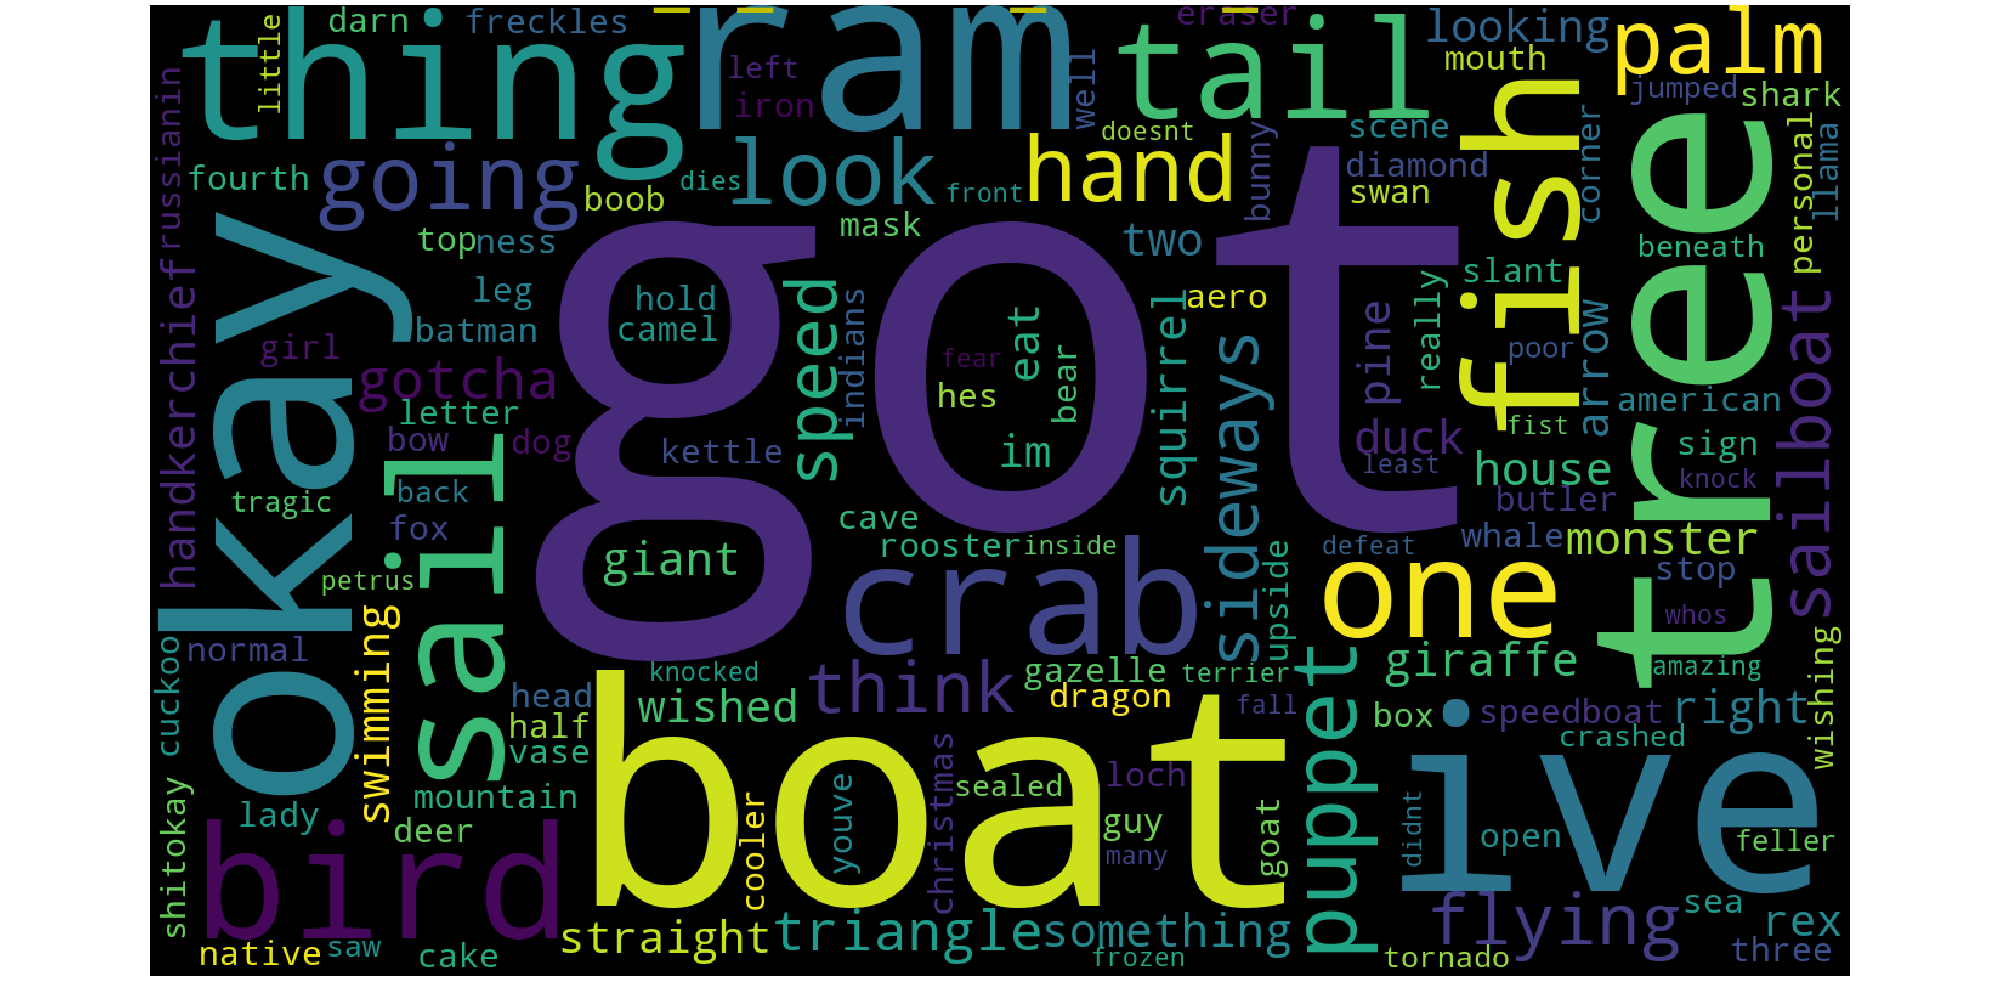 little
darn
freckles
thing
ram
tail
eraser
looking
palm
mouth
left
iron
well
jumped
shark
fourth
going
boob
dies
look
front
hand
doesnt
bunny
scene
diamond
swan
fish
corner
tree
personal
llama
russianin
handkerchief
okay
top
ness
mask
two
beneath
leg
batman
hold
camel
got
speed
indians
fear
eat
hes
bear
im
squirrel
aero
sideways
pine
really
slant
arrow
poor
american
sailboat
girl
gotcha
letter
bow
dog
kettle
duck
least
fist
house
sign
knock
tragic
back
fox
sail
butler
petrus
giant
cave
rooster
inside
crab
upside
defeat
whale
monster
one
stop
whos
cuckoo
normal
swimming
head
half
vase
knocked
wished
think
gazelle
terrier
dragon
fall
puppet
giraffe
amazing
box
speedboat
right
wishing
crashed
shitokay
lady
mountain
deer
boat
cooler
youve
christmas
sealed
loch
guy
many
goat
didnt
open
ive
feller
bird
native
saw
cake
straight
triangle
something
frozen
flying
sea
rex
tornado
three